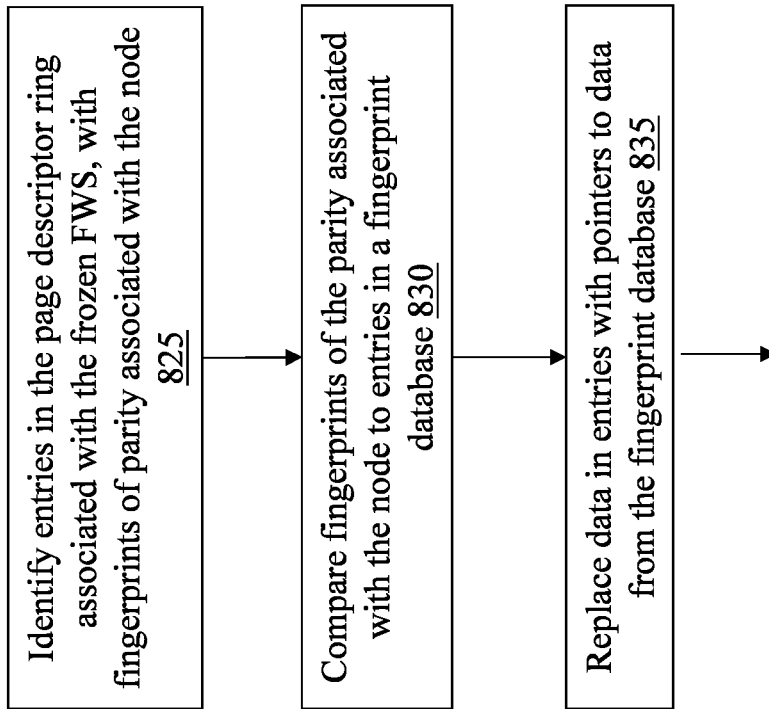 Identify entries in the page descriptor ring
associated with the frozen FWS, with
fingerprints of parity associated with the node
825
Compare fingerprints of the parity associated
with the node to entries in a fingerprint
database 830
Replace data in entries with pointers to data
from the fingerprint database 835